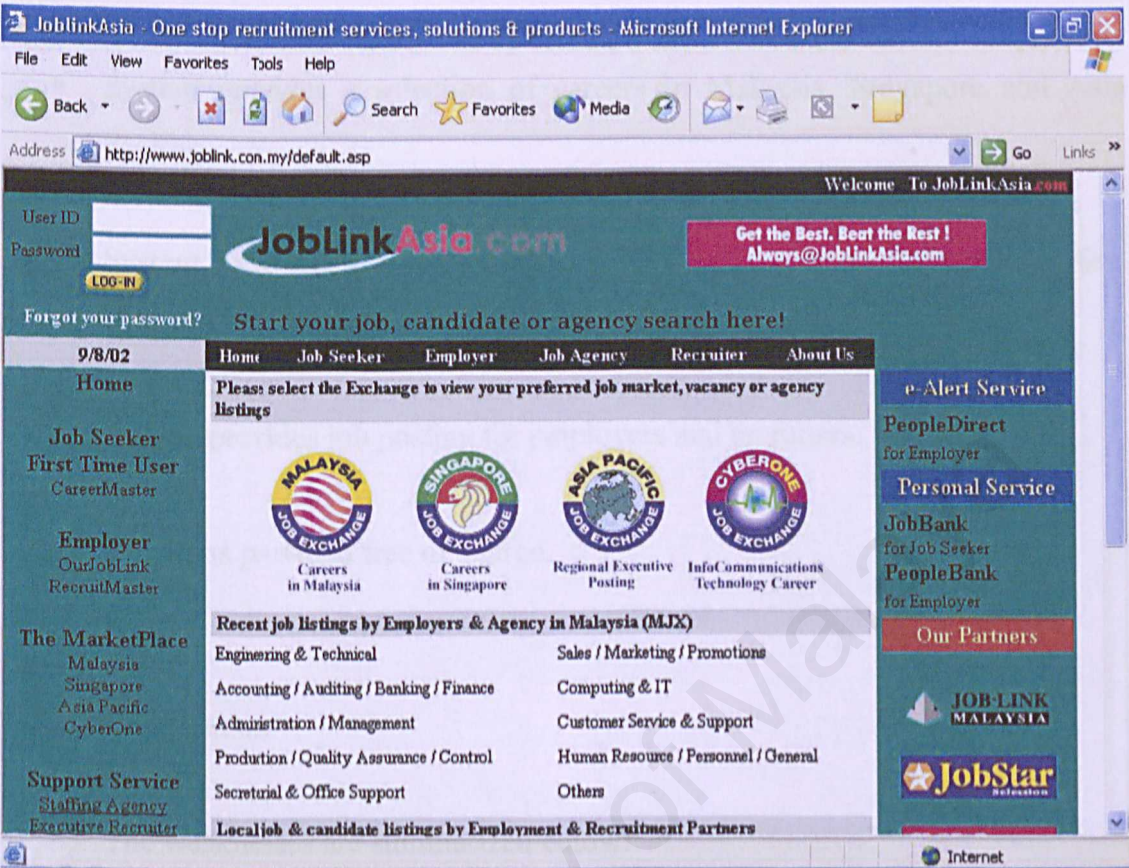 JoblinkAsia - One stop recruitment services, solutions & products - Microsoft Internet Explorer
File Edit View Favorites Tools Help
Back Search Favorites Media
Address http://www.joblink.con.my/default.asp Go Links »
Welcome To JobLinkAsia.com
User ID
Password
LOG-IN
Forgot your password?
JobLinkAsia.com
Get the Best. Beat the Rest !
Always@JobLinkAsia.com
Start your job, candidate or agency search here!
9/8/02
Home Job Seeker Employer Job Agency Recruiter About Us
Home
Job Seeker
First Time User
CareerMaster
Employer
OurJobLink
RecruitMaster
The MarketPlace
Malaysia
Singapore
Asia Pacific
CyberOne
Support Service
Staffing Agency
Executive Recruiter
Please select the Exchange to view your preferred job market, vacancy or agency
listings
MALAYSIA JOB EXCHANGE
Careers
in Malaysia
SINGAPORE JOB EXCHANGE
Careers
in Singapore
ASIA PACIFIC JOB EXCHANGE
Regional Executive
Posting
CYBERONE JOB EXCHANGE
InfoCommunications
Technology Career
Recent job listings by Employers & Agency in Malaysia (MJX)
Engineering & Technical Sales / Marketing / Promotions
Accounting / Auditing / Banking / Finance Computing & IT
Administration / Management Customer Service & Support
Production / Quality Assurance / Control Human Resource / Personnel / General
Secretarial & Office Support Others
Local job & candidate listings by Employment & Recruitment Partners
e-Alert Service
PeopleDirect
for Employer
Personal Service
JobBank
for Job Seeker
PeopleBank
for Employer
Our Partners
JOB-LINK
MALAYSIA
JobStar
Selection
Internet